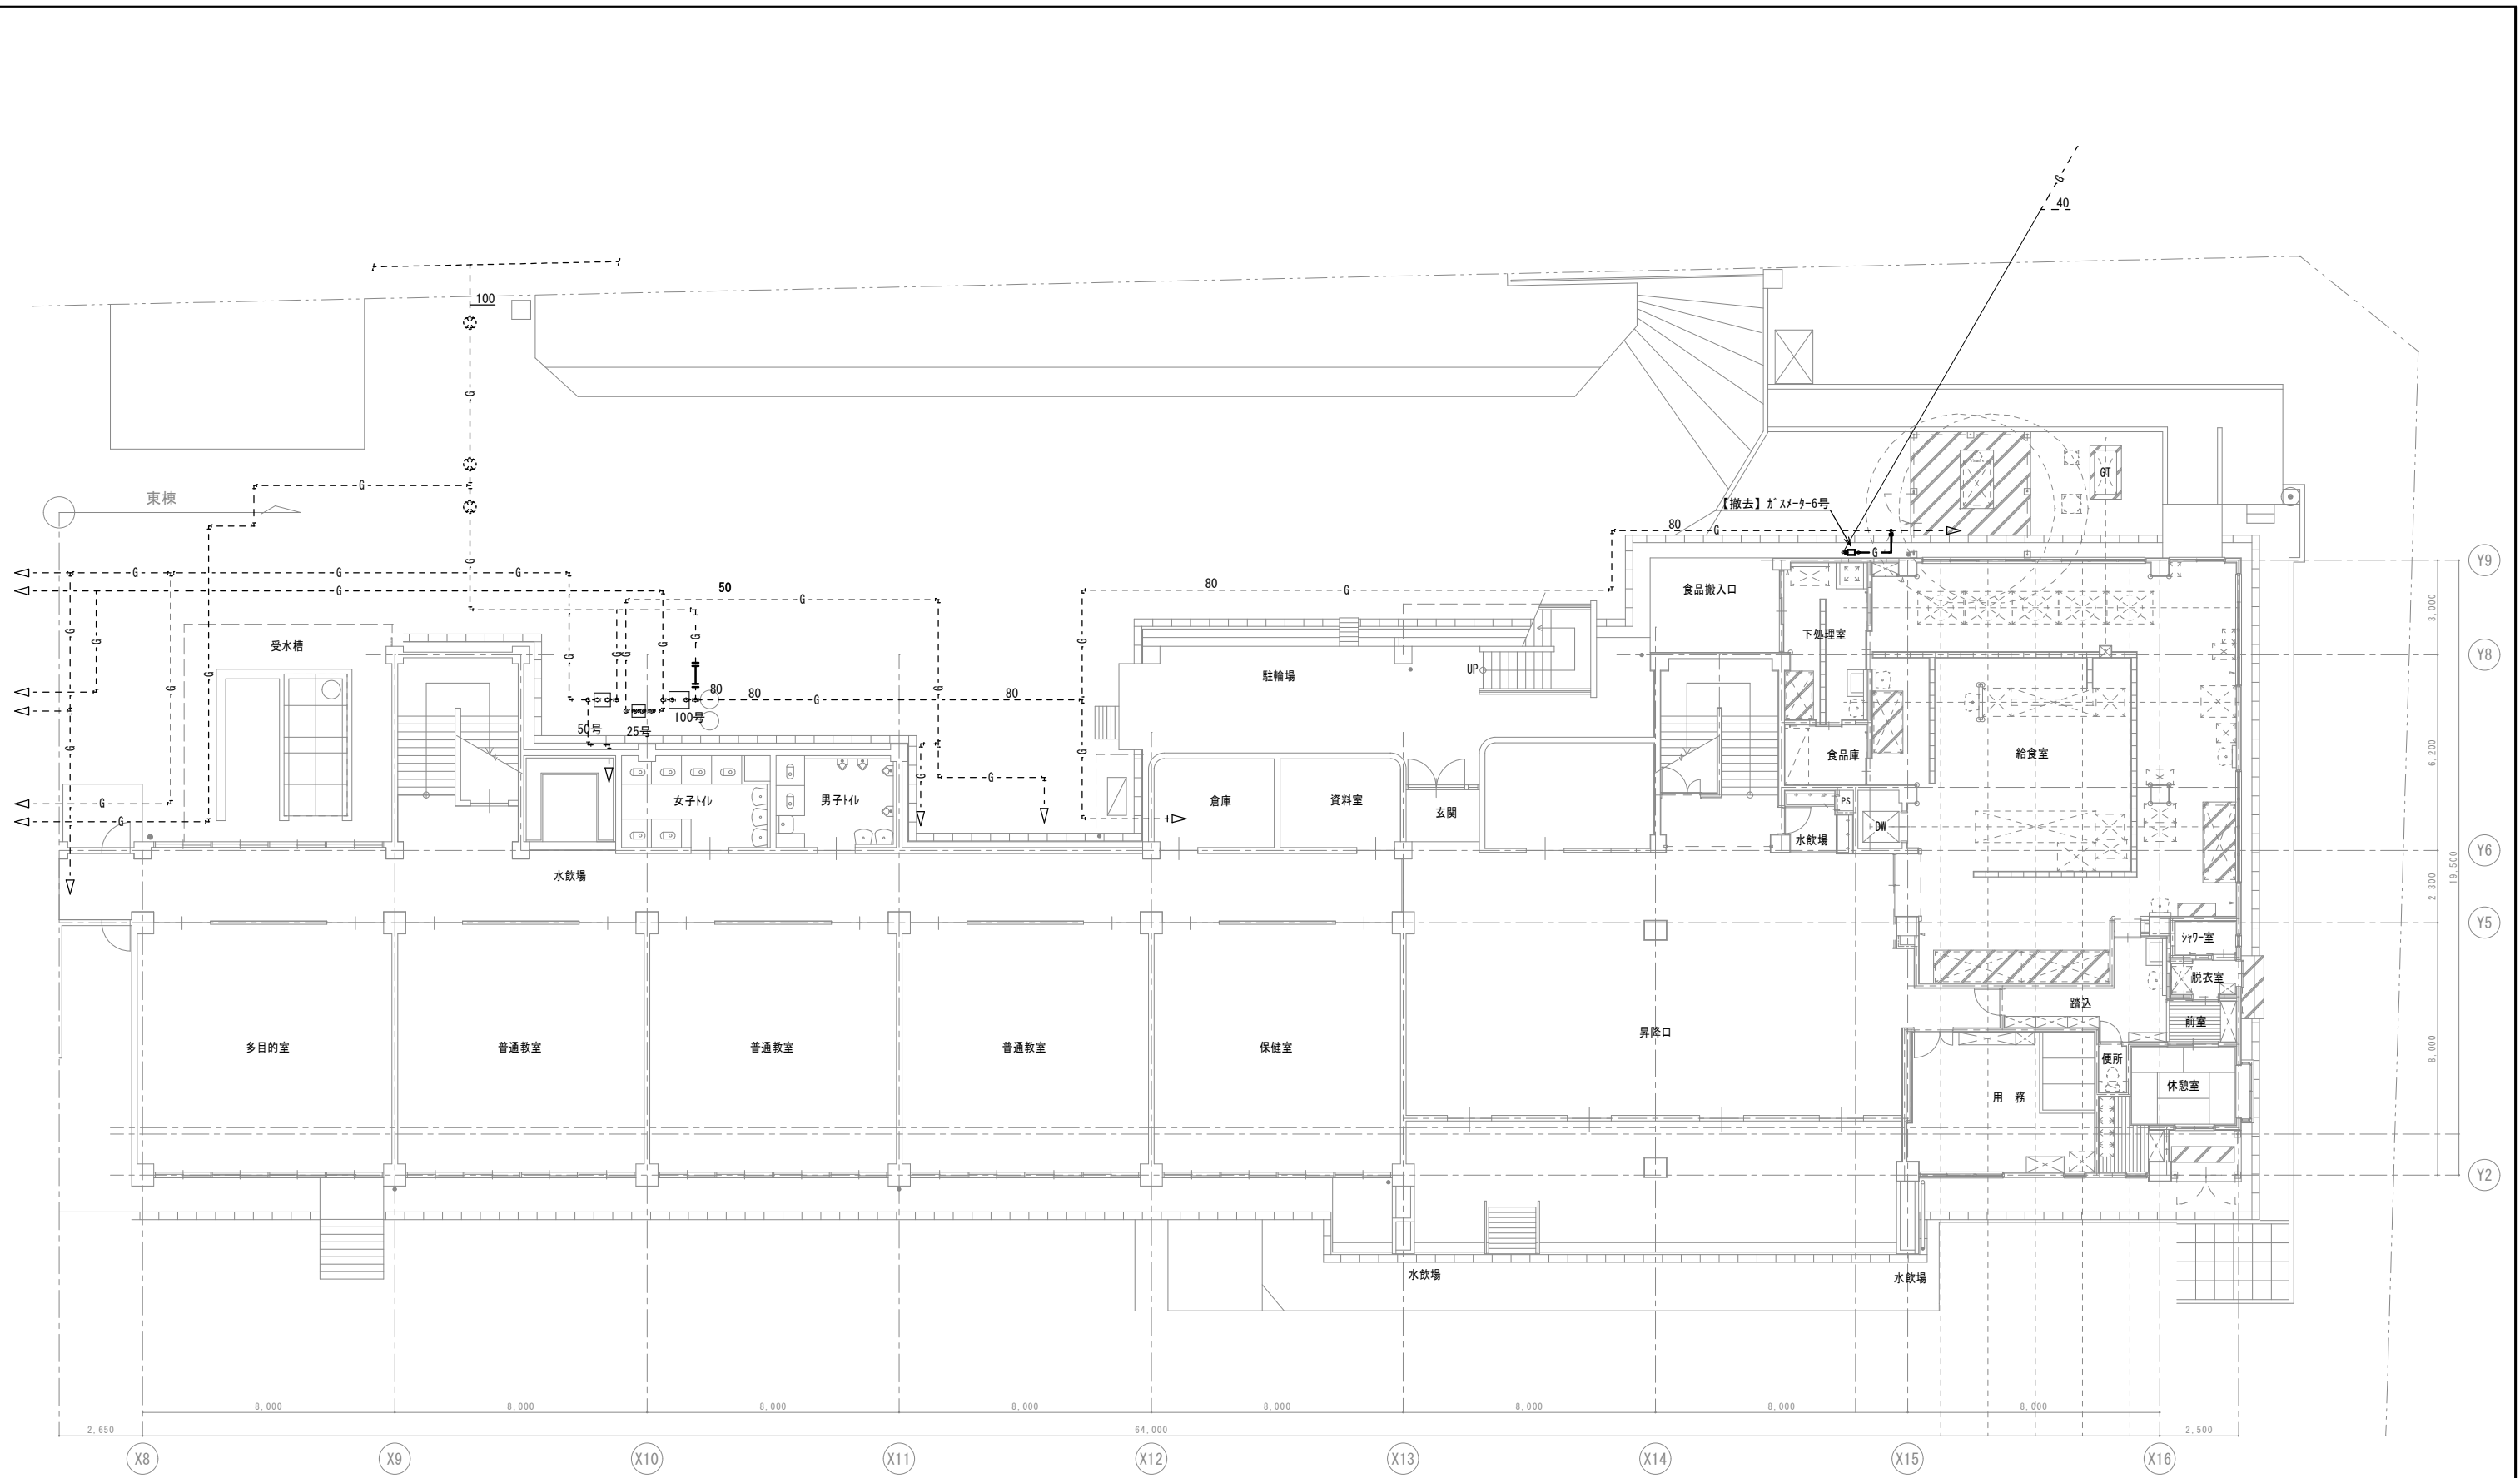 G
40
100
東棟
GT
【撤去】ガスメーター6号
80
G
G
Y9
G
G
G
50
G
80
G
食品搬入口
3,000
下処理室
受水槽
Y8
UP
駐輪場
80
80
G
80
50号
25号
100号
食品庫
給食室
6,200
G
G
女子トイレ
男子トイレ
倉庫
資料室
玄関
PS
DW
水飲場
G
Y6
19,500
水飲場
2,300
Y5
シャワー室
脱衣室
踏込
前室
多目的室
普通教室
普通教室
普通教室
保健室
昇降口
8,000
便所
休憩室
用 務
Y2
水飲場
水飲場
8,000
8,000
8,000
8,000
8,000
8,000
8,000
8,000
2,650
64,000
2,500
X8
X9
X10
X11
X12
X13
X14
X15
X16